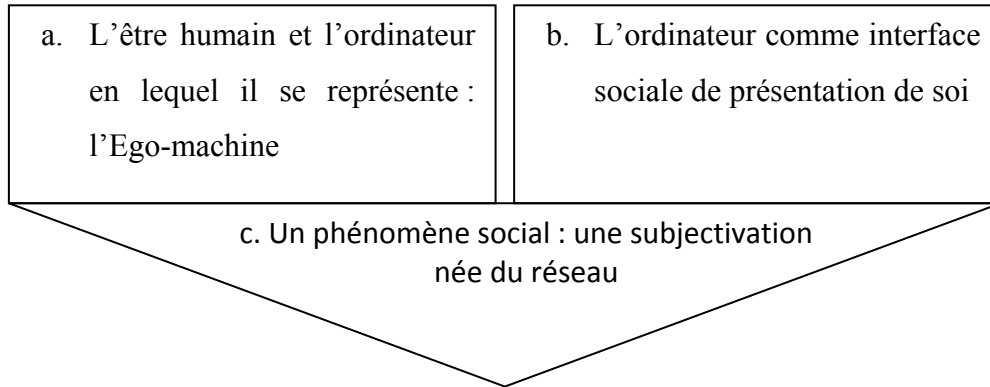 a. L’être humain et l’ordinateur
en lequel il se représente :
l’Ego-machine
b. L’ordinateur comme interface
sociale de présentation de soi
c. Un phénomène social : une subjectivation
née du réseau